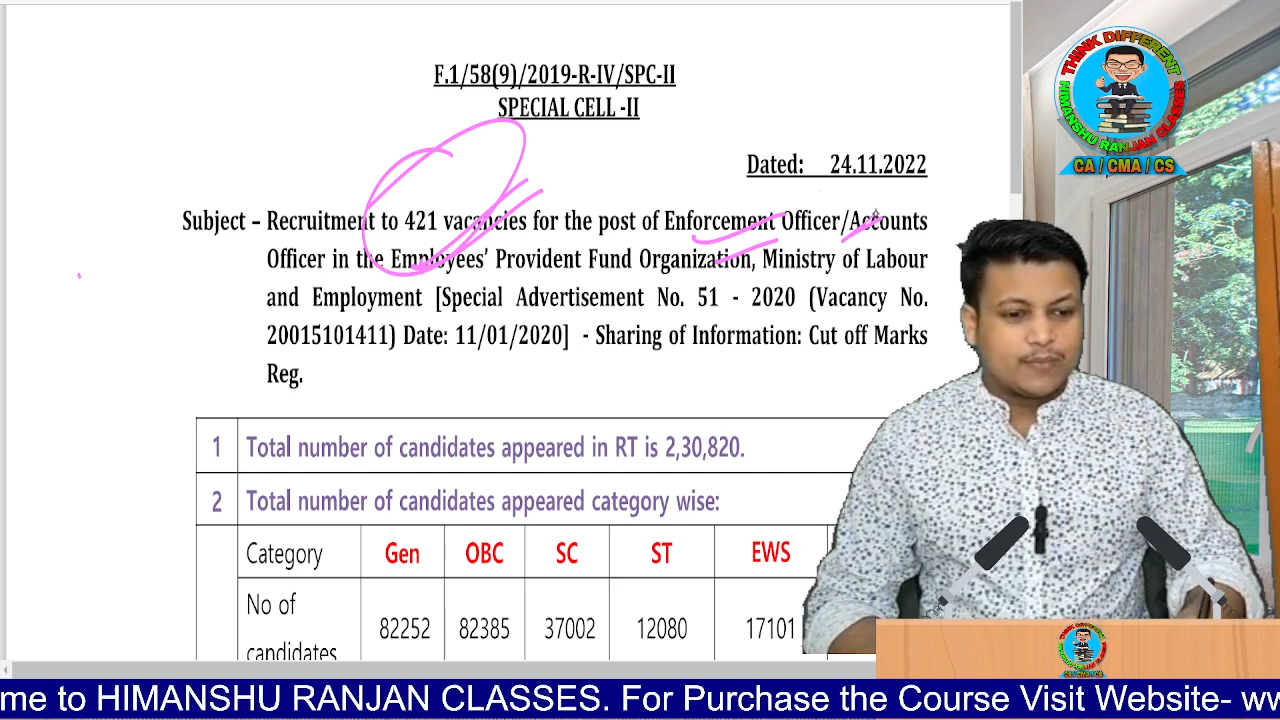 F.1/58(9)/2019-R-IV/SPC-II
SPECIAL CELL -II
Dated: 24.11.2022
Subject – Recruitment to 421 vacancies for the post of Enforcement Officer/Accounts
Officer in the Employees’ Provident Fund Organization, Ministry of Labour
and Employment [Special Advertisement No. 51 - 2020 (Vacancy No.
20015101411) Date: 11/01/2020] - Sharing of Information: Cut off Marks
Reg.
1 Total number of candidates appeared in RT is 2,30,820.
2 Total number of candidates appeared category wise:
Category Gen OBC SC ST EWS
No of
candidates 82252 82385 37002 12080 17101
THINK DIFFERENT
HIMANSHU RANJAN CLASSES
CA / CMA / CS
me to HIMANSHU RANJAN CLASSES. For Purchase the Course Visit Website- ww